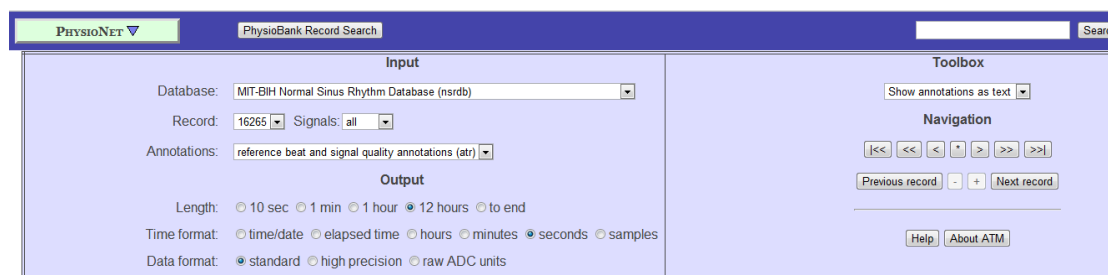 PHYSIONET PhysioBank Record Search Sear
Input
Database: MIT-BIH Normal Sinus Rhythm Database (nsrdb)
Record: 16265 Signals: all
Annotations: reference beat and signal quality annotations (atr)
Output
Length: 10 sec 1 min 1 hour 12 hours to end
Time format: time/date elapsed time hours minutes seconds samples
Data format: standard high precision raw ADC units
Toolbox
Show annotations as text
Navigation
|<< << < * > >> >>|
Previous record - + Next record
Help About ATM